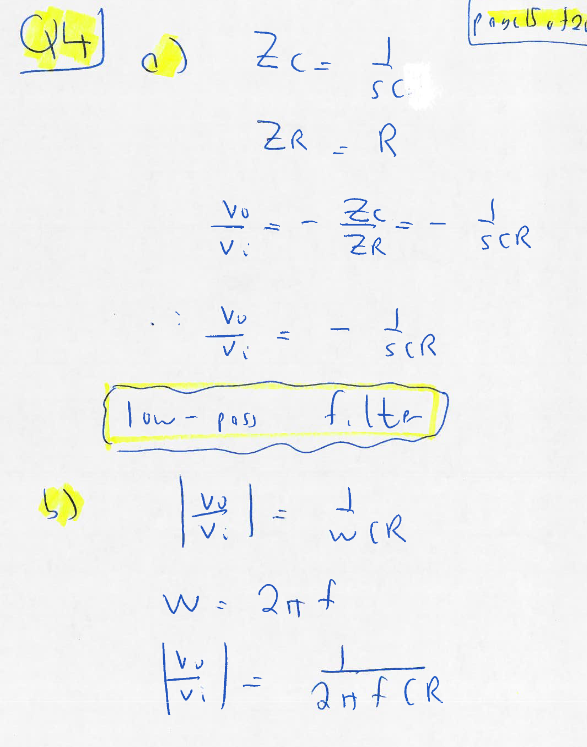 Q4
page 15 of 20
a) Zc = 1/sc
ZR = R
Vo/Vi = - Zc/ZR = - 1/SCR
∴ Vo/Vi = - 1/SCR
low-pass filter
b) |Vo/Vi| = 1/wCR
w = 2πf
|Vo/Vi| = 1/2πfCR